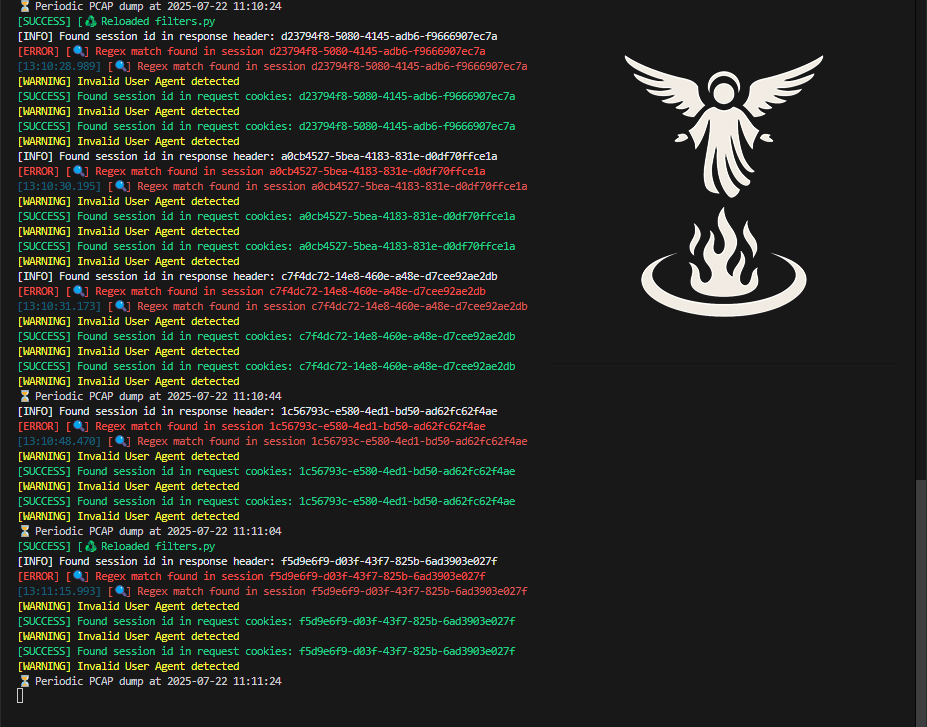 ⏳ Periodic PCAP dump at 2025-07-22 11:10:24
[SUCCESS] [♻ Reloaded filters.py
[INFO] Found session id in response header: d23794f8-5080-4145-adb6-f9666907ec7a
[ERROR] [🔍] Regex match found in session d23794f8-5080-4145-adb6-f9666907ec7a
[13:10:28.989] [🔍] Regex match found in session d23794f8-5080-4145-adb6-f9666907ec7a
[WARNING] Invalid User Agent detected
[SUCCESS] Found session id in request cookies: d23794f8-5080-4145-adb6-f9666907ec7a
[WARNING] Invalid User Agent detected
[SUCCESS] Found session id in request cookies: d23794f8-5080-4145-adb6-f9666907ec7a
[WARNING] Invalid User Agent detected
[INFO] Found session id in response header: a0cb4527-5bea-4183-831e-d0df70ffce1a
[ERROR] [🔍] Regex match found in session a0cb4527-5bea-4183-831e-d0df70ffce1a
[13:10:30.195] [🔍] Regex match found in session a0cb4527-5bea-4183-831e-d0df70ffce1a
[WARNING] Invalid User Agent detected
[SUCCESS] Found session id in request cookies: a0cb4527-5bea-4183-831e-d0df70ffce1a
[WARNING] Invalid User Agent detected
[SUCCESS] Found session id in request cookies: a0cb4527-5bea-4183-831e-d0df70ffce1a
[WARNING] Invalid User Agent detected
[INFO] Found session id in response header: c7f4dc72-14e8-460e-a48e-d7cee92ae2db
[ERROR] [🔍] Regex match found in session c7f4dc72-14e8-460e-a48e-d7cee92ae2db
[13:10:31.173] [🔍] Regex match found in session c7f4dc72-14e8-460e-a48e-d7cee92ae2db
[WARNING] Invalid User Agent detected
[SUCCESS] Found session id in request cookies: c7f4dc72-14e8-460e-a48e-d7cee92ae2db
[WARNING] Invalid User Agent detected
[SUCCESS] Found session id in request cookies: c7f4dc72-14e8-460e-a48e-d7cee92ae2db
[WARNING] Invalid User Agent detected
⏳ Periodic PCAP dump at 2025-07-22 11:10:44
[INFO] Found session id in response header: 1c56793c-e580-4ed1-bd50-ad62fc62f4ae
[ERROR] [🔍] Regex match found in session 1c56793c-e580-4ed1-bd50-ad62fc62f4ae
[13:10:48.470] [🔍] Regex match found in session 1c56793c-e580-4ed1-bd50-ad62fc62f4ae
[WARNING] Invalid User Agent detected
[SUCCESS] Found session id in request cookies: 1c56793c-e580-4ed1-bd50-ad62fc62f4ae
[WARNING] Invalid User Agent detected
[SUCCESS] Found session id in request cookies: 1c56793c-e580-4ed1-bd50-ad62fc62f4ae
[WARNING] Invalid User Agent detected
⏳ Periodic PCAP dump at 2025-07-22 11:11:04
[SUCCESS] [♻ Reloaded filters.py
[INFO] Found session id in response header: f5d9e6f9-d03f-43f7-825b-6ad3903e027f
[ERROR] [🔍] Regex match found in session f5d9e6f9-d03f-43f7-825b-6ad3903e027f
[13:11:15.993] [🔍] Regex match found in session f5d9e6f9-d03f-43f7-825b-6ad3903e027f
[WARNING] Invalid User Agent detected
[SUCCESS] Found session id in request cookies: f5d9e6f9-d03f-43f7-825b-6ad3903e027f
[WARNING] Invalid User Agent detected
[SUCCESS] Found session id in request cookies: f5d9e6f9-d03f-43f7-825b-6ad3903e027f
[WARNING] Invalid User Agent detected
⏳ Periodic PCAP dump at 2025-07-22 11:11:24